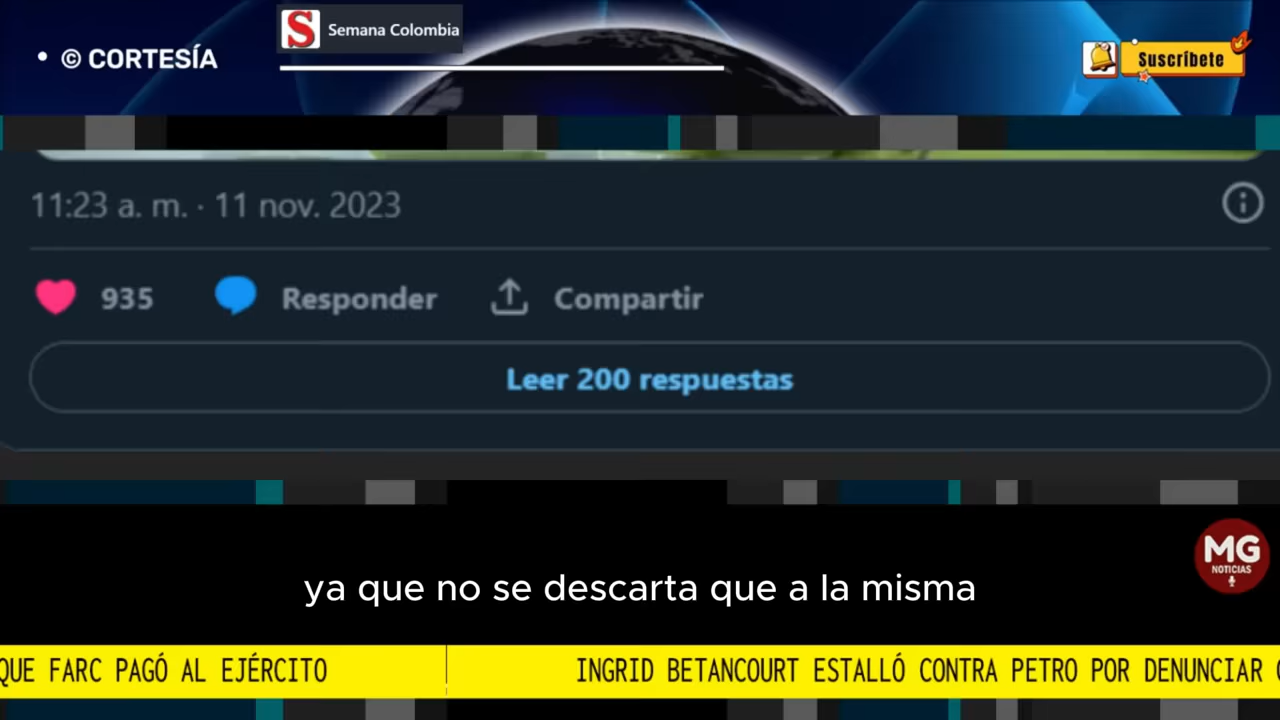 • © CORTESÍA
S Semana Colombia
Suscríbete
11:23 a. m. · 11 nov. 2023
935 Responder Compartir
Leer 200 respuestas
MG
NOTICIAS
ya que no se descarta que a la misma
QUE FARC PAGÓ AL EJÉRCITO
INGRID BETANCOURT ESTALLÓ CONTRA PETRO POR DENUNCIAR